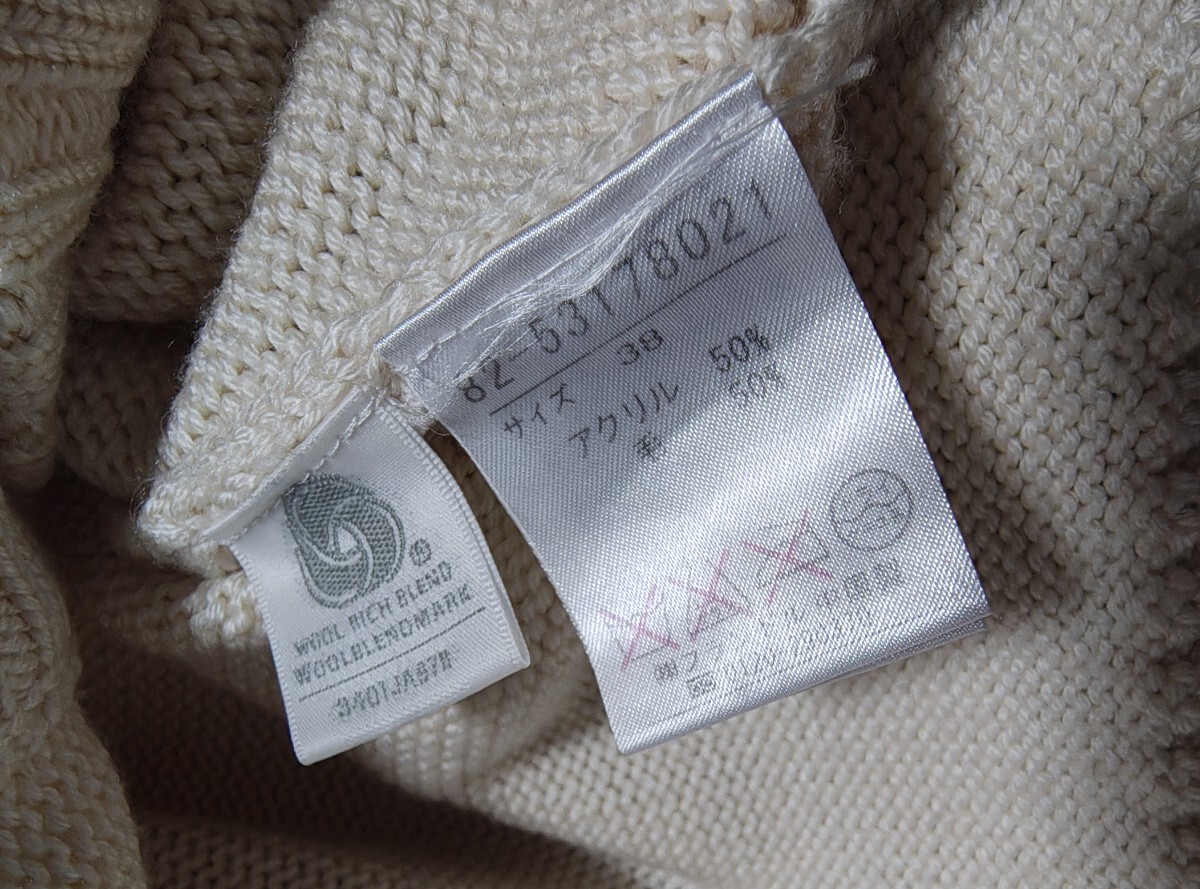 82-53178021
サイズ 38
アクリル 50%
毛 50%
中国製
WOOL RICH BLEND
WOOLBLENDMARK